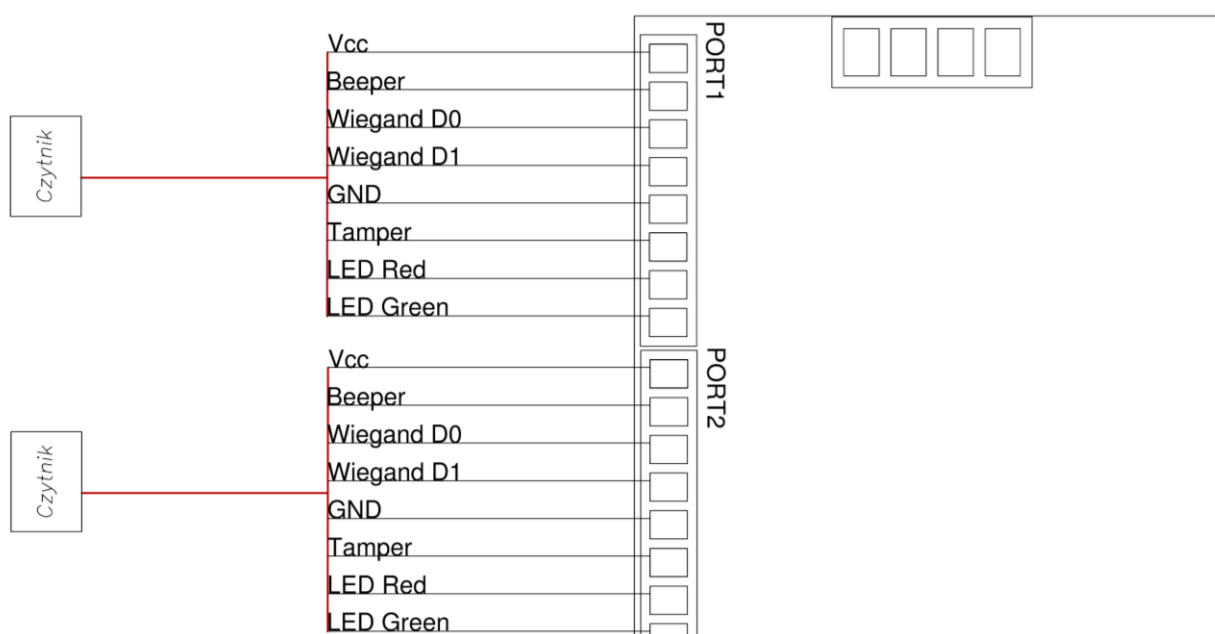 Vcc
Beeper
Wiegand D0
Wiegand D1
GND
Tamper
LED Red
LED Green
PORT1
Czytnik
Vcc
Beeper
Wiegand D0
Wiegand D1
GND
Tamper
LED Red
LED Green
PORT2
Czytnik